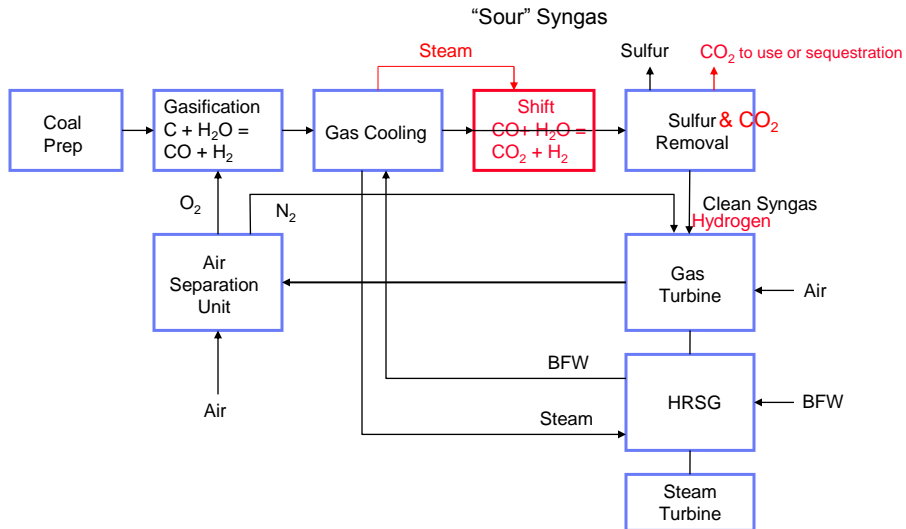 “Sour” Syngas
Steam
Sulfur
CO₂ to use or sequestration
Coal
Prep
Gasification
C + H₂O =
CO + H₂
Gas Cooling
Shift
CO+ H₂O =
CO₂ + H₂
Sulfur & CO₂
Removal
O₂
N₂
Clean Syngas
Hydrogen
Air
Separation
Unit
Gas
Turbine
Air
BFW
Air
HRSG
BFW
Steam
Steam
Turbine